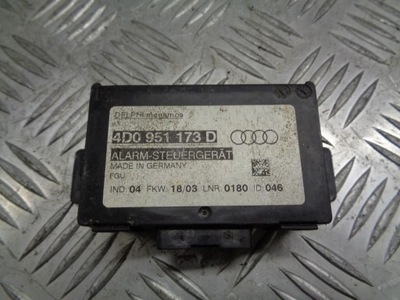 DELPHI megamos
4D0 951 173 D
ALARM-STEUERGERÄT
MADE IN GERMANY
FGU
IND: 04 FKW: 18/03 LNR: 0180 ID: 046